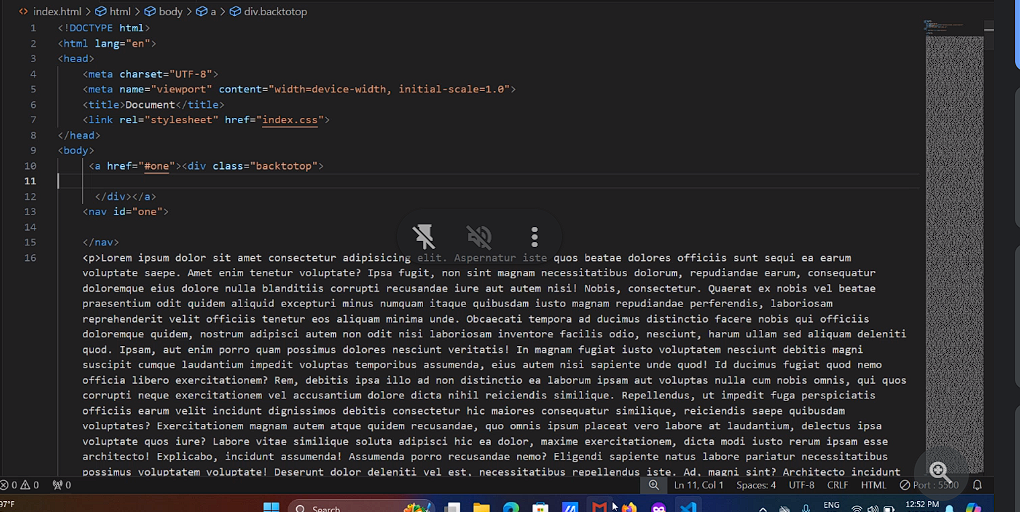 index.html > html > body > a > div.backtotop
1 <!DOCTYPE html>
2 <html lang="en">
3 <head>
4 <meta charset="UTF-8">
5 <meta name="viewport" content="width=device-width, initial-scale=1.0">
6 <title>Document</title>
7 <link rel="stylesheet" href="index.css">
8 </head>
9 <body>
10 <a href="#one"><div class="backtotop">
11
12 </div></a>
13 <nav id="one">
14
15 </nav>
16 <p>Lorem ipsum dolor sit amet consectetur adipisicing elit. Aspernatur iste quos beatae dolores officiis sunt sequi ea earum
voluptate saepe. Amet enim tenetur voluptate? Ipsa fugit, non sint magnam necessitatibus dolorum, repudiandae earum, consequatur
doloremque eius dolore nulla blanditiis corrupti recusandae iure aut autem nisi! Nobis, consectetur. Quaerat ex nobis vel beatae
praesentium odit quidem aliquid excepturi minus numquam itaque quibusdam iusto magnam repudiandae perferendis, laboriosam
reprehenderit velit officiis tenetur eos aliquam minima unde. Obcaecati tempora ad ducimus distinctio facere nobis qui officiis
doloremque quidem, nostrum adipisci autem non odit nisi laboriosam inventore facilis odio, nesciunt, harum ullam sed aliquam deleniti
quod. Ipsam, aut enim porro quam possimus dolores nesciunt veritatis! In magnam fugiat iusto voluptatem nesciunt debitis magni
suscipit cumque laudantium impedit voluptas temporibus assumenda, eius autem nisi sapiente unde quod! Id ducimus fugiat quod nemo
officia libero exercitationem? Rem, debitis ipsa illo ad non distinctio ea laborum ipsam aut voluptas nulla cum nobis omnis, qui quos
corrupti neque exercitationem vel accusantium dolore dicta nihil reiciendis similique. Repellendus, ut impedit fuga perspiciatis
officiis earum velit incidunt dignissimos debitis consectetur hic maiores consequatur similique, reiciendis saepe quibusdam
voluptates? Exercitationem magnam autem atque quidem recusandae, quo omnis ipsum placeat vero labore at laudantium, delectus ipsa
voluptate quos iure? Labore vitae similique soluta adipisci hic ea dolor, maxime exercitationem, dicta modi iusto rerum ipsam esse
architecto! Explicabo, incidunt assumenda! Assumenda porro recusandae nemo? Eligendi sapiente natus labore pariatur necessitatibus
possimus voluptatem voluptate! Deserunt dolor deleniti vel est, necessitatibus repellendus iste. Ad, magni sint? Architecto incidunt
0 0 0 Ln 11, Col 1 Spaces: 4 UTF-8 CRLF HTML Port : 5500
97°F Search ENG 12:52 PM